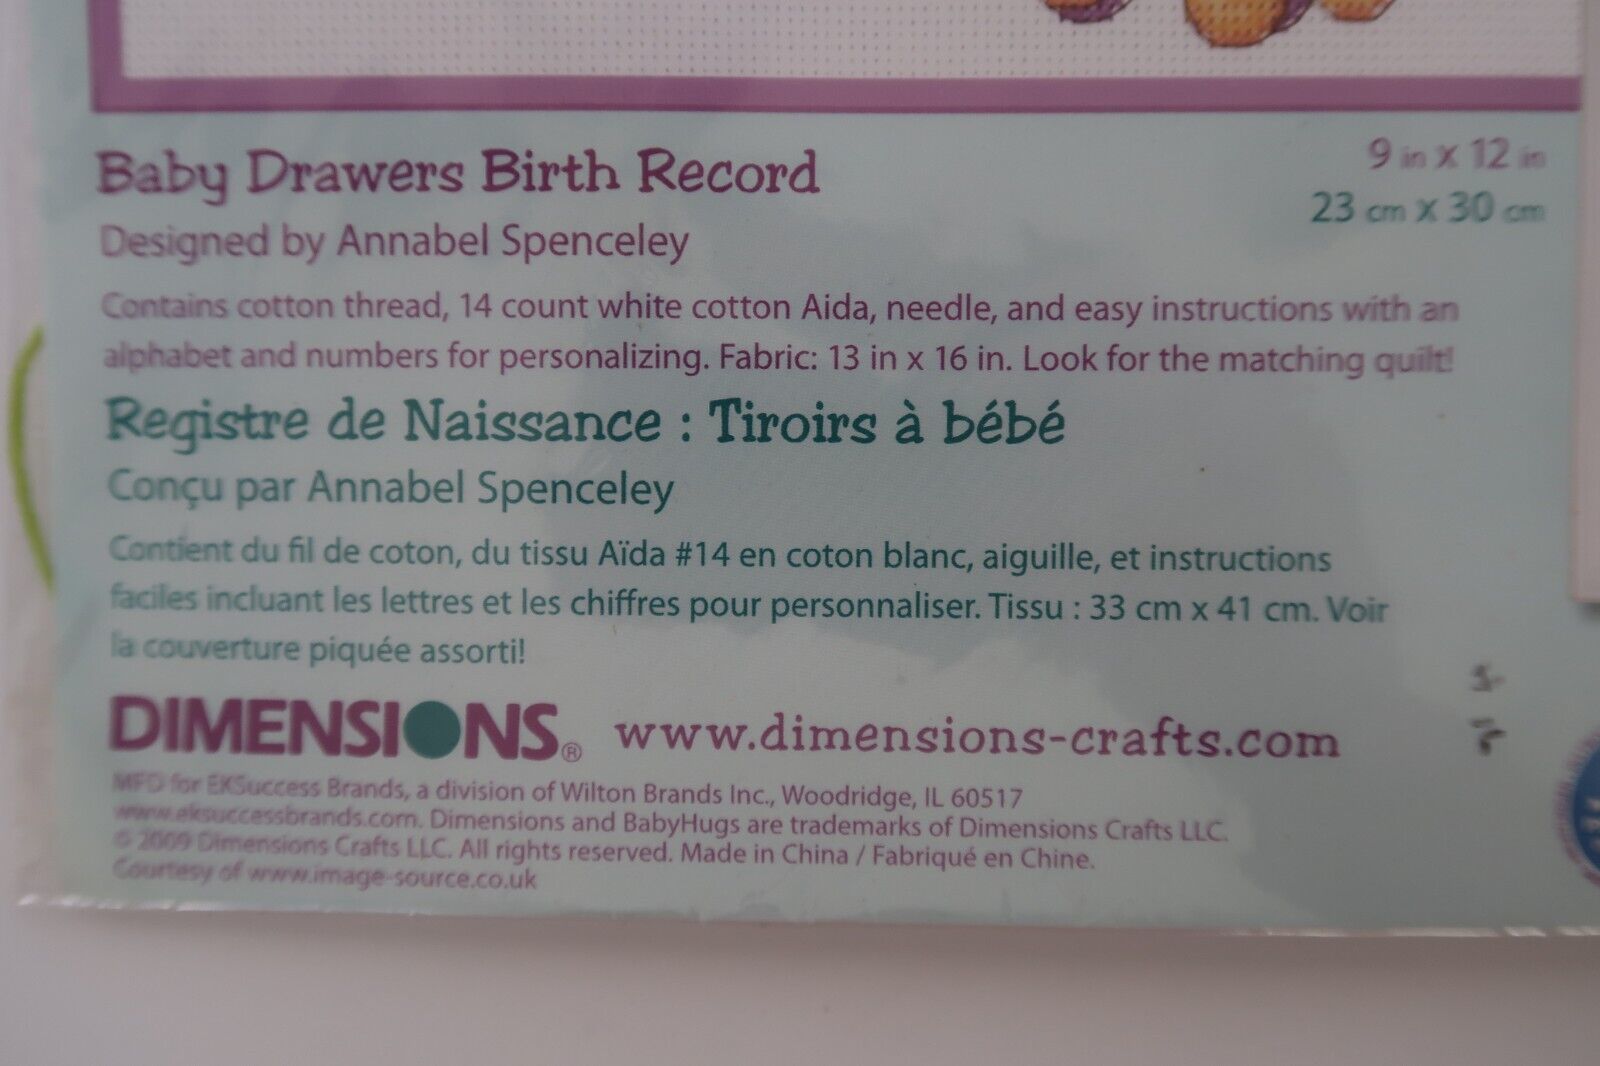 Baby Drawers Birth Record
9 in x 12 in
23 cm x 30 cm
Designed by Annabel Spenceley
Contains cotton thread, 14 count white cotton Aida, needle, and easy instructions with an
alphabet and numbers for personalizing. Fabric: 13 in x 16 in. Look for the matching quilt!
Registre de Naissance : Tiroirs à bébé
Conçu par Annabel Spenceley
Contient du fil de coton, du tissu Aïda #14 en coton blanc, aiguille, et instructions
faciles incluant les lettres et les chiffres pour personnaliser. Tissu : 33 cm x 41 cm. Voir
la couverture piquée assorti!
DIMENSIONS® www.dimensions-crafts.com
MFD for EKSuccess Brands, a division of Wilton Brands Inc., Woodridge, IL 60517
www.eksuccessbrands.com. Dimensions and BabyHugs are trademarks of Dimensions Crafts LLC.
© 2009 Dimensions Crafts LLC. All rights reserved. Made in China / Fabriqué en Chine.
Courtesy of www.image-source.co.uk